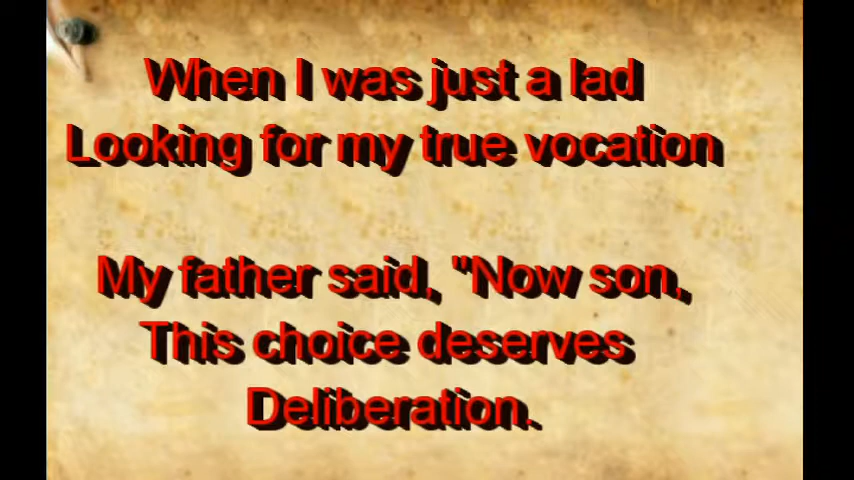 When I was just a lad
Looking for my true vocation
My father said, "Now son,
This choice deserves
Deliberation.